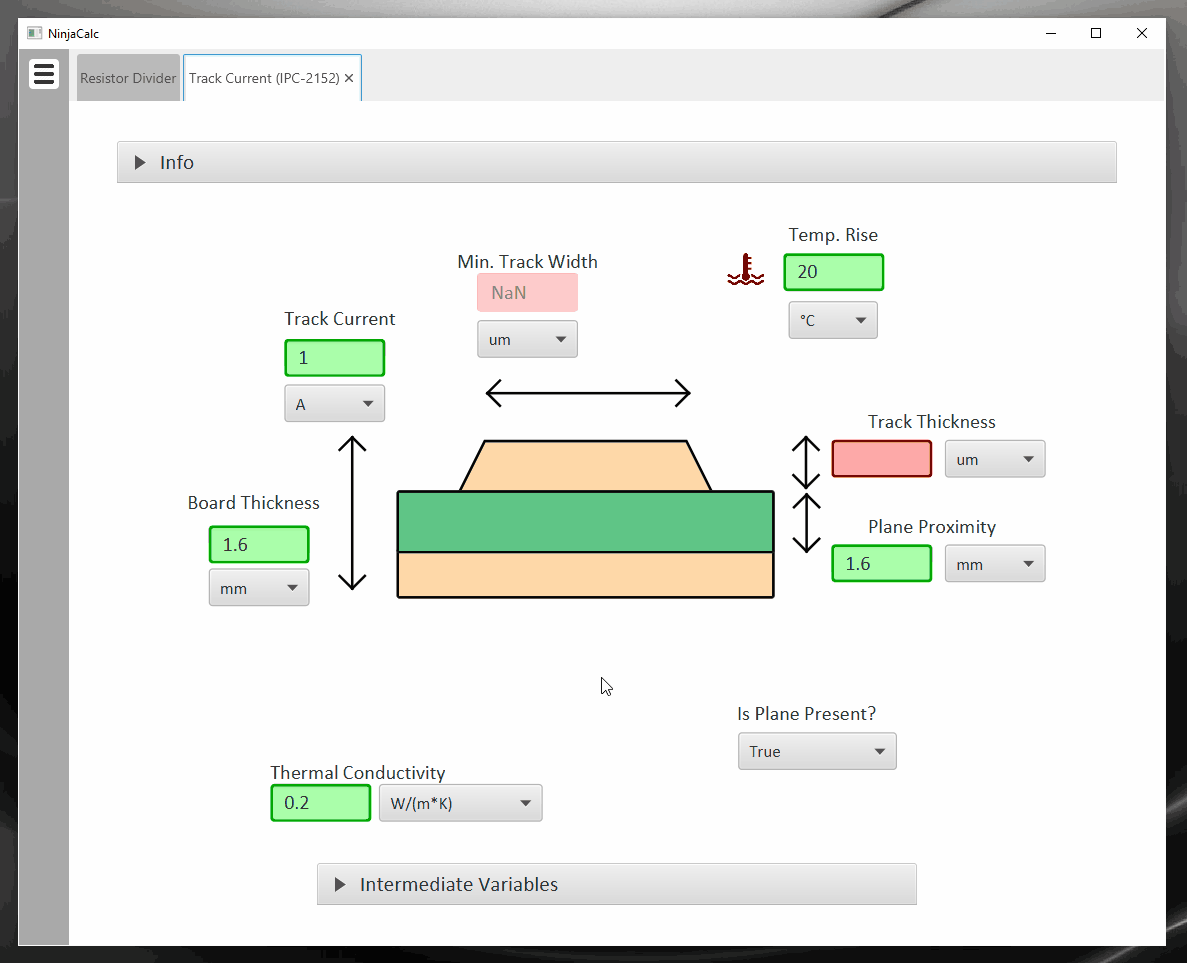 NinjaCalc
Resistor Divider
Track Current (IPC-2152)
Info
Temp. Rise
20
°C
Min. Track Width
NaN
um
Track Current
1
A
Track Thickness
um
Board Thickness
1.6
mm
Plane Proximity
1.6
mm
Is Plane Present?
True
Thermal Conductivity
0.2
W/(m*K)
Intermediate Variables